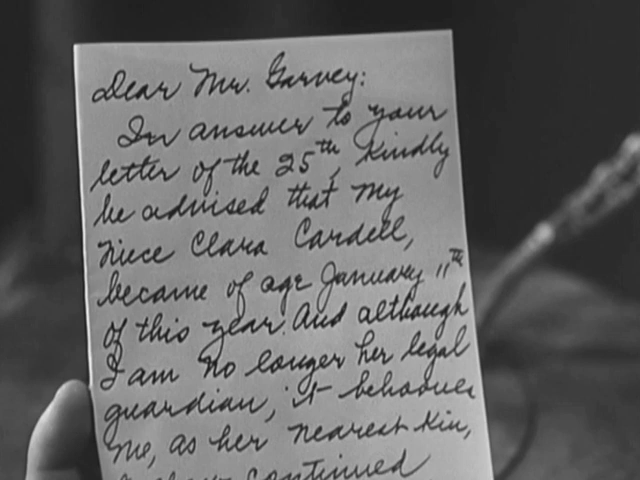 Dear Mr. Garvey:
In answer to your
letter of the 25th, kindly
be advised that my
niece Clara Cardell,
became of age January 11th
of this year. And although
I am no longer her legal
guardian, it behooves
me, as her nearest kin,
continued